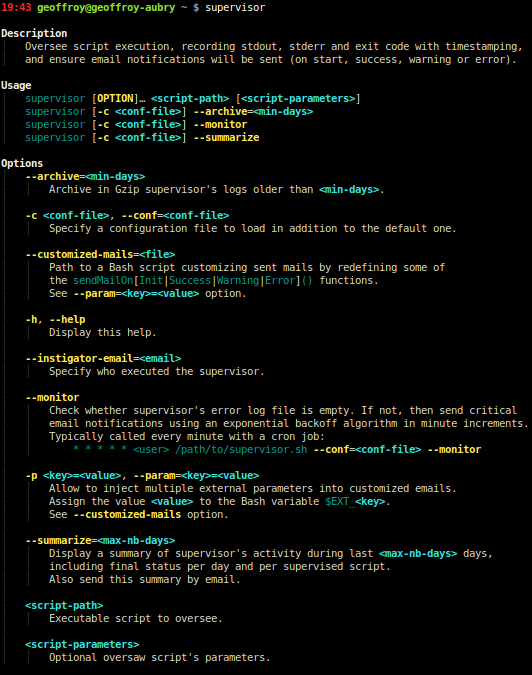 19:43 geoffroy@geoffroy-aubry ~ $ supervisor
Description
Oversee script execution, recording stdout, stderr and exit code with timestamping,
and ensure email notifications will be sent (on start, success, warning or error).
Usage
supervisor [OPTION]… <script-path> [<script-parameters>]
supervisor [-c <conf-file>] --archive=<min-days>
supervisor [-c <conf-file>] --monitor
supervisor [-c <conf-file>] --summarize
Options
--archive=<min-days>
Archive in Gzip supervisor's logs older than <min-days>.
-c <conf-file>, --conf=<conf-file>
Specify a configuration file to load in addition to the default one.
--customized-mails=<file>
Path to a Bash script customizing sent mails by redefining some of
the sendMailOn[Init|Success|Warning|Error]() functions.
See --param=<key>=<value> option.
-h, --help
Display this help.
--instigator-email=<email>
Specify who executed the supervisor.
--monitor
Check whether supervisor's error log file is empty. If not, then send critical
email notifications using an exponential backoff algorithm in minute increments.
Typically called every minute with a cron job:
* * * * * <user> /path/to/supervisor.sh --conf=<conf-file> --monitor
-p <key>=<value>, --param=<key>=<value>
Allow to inject multiple external parameters into customized emails.
Assign the value <value> to the Bash variable $EXT_<key>.
See --customized-mails option.
--summarize=<max-nb-days>
Display a summary of supervisor's activity during last <max-nb-days> days,
including final status per day and per supervised script.
Also send this summary by email.
<script-path>
Executable script to oversee.
<script-parameters>
Optional oversaw script's parameters.